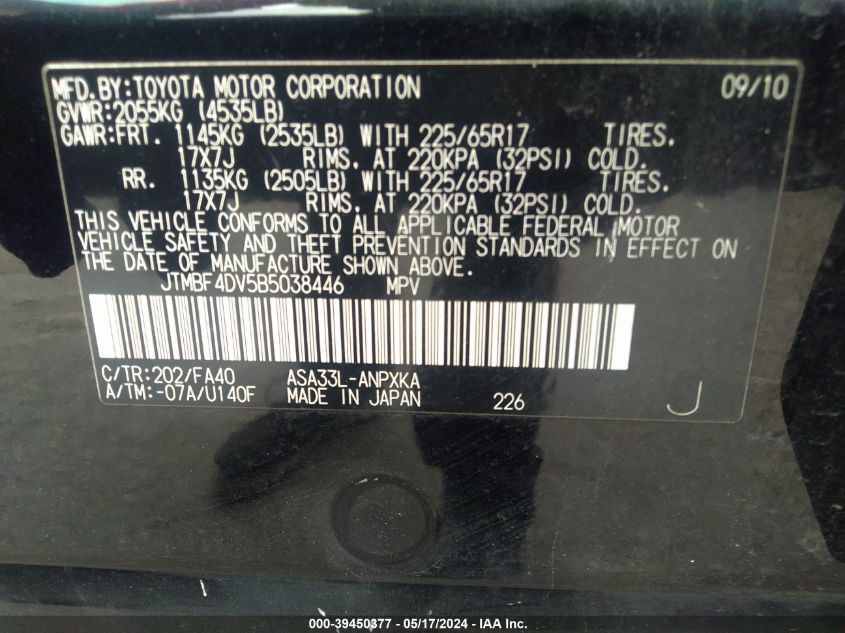 MFD.BY:TOYOTA MOTOR CORPORATION 09/10
GVWR:2055KG (4535LB)
GAWR:FRT. 1145KG (2535LB) WITH 225/65R17 TIRES.
17X7J RIMS. AT 220KPA (32PSI) COLD.
RR. 1135KG (2505LB) WITH 225/65R17 TIRES.
17X7J RIMS. AT 220KPA (32PSI) COLD.
THIS VEHICLE CONFORMS TO ALL APPLICABLE FEDERAL MOTOR
VEHICLE SAFETY AND THEFT PREVENTION STANDARDS IN EFFECT ON
THE DATE OF MANUFACTURE SHOWN ABOVE.
JTMBF4DV5B5038446 MPV
C/TR:202/FA40 ASA33L-ANPXKA
A/TM:-07A/U140F MADE IN JAPAN 226 J
000-39450377 - 05/17/2024 - IAA Inc.